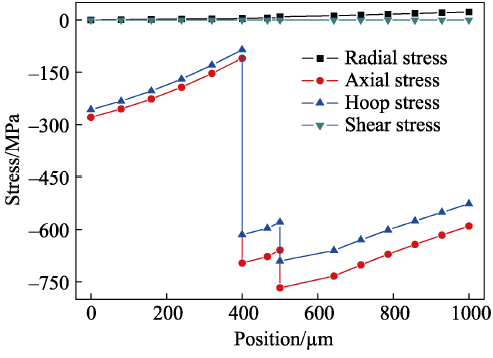 0
−150
−300
−450
−600
−750
Stress/MPa
Radial stress
Axial stress
Hoop stress
Shear stress
0 200 400 600 800 1000
Position/μm